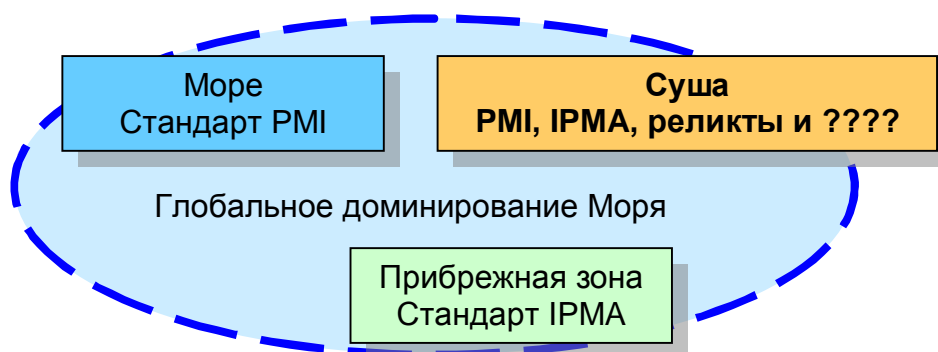 Море
Стандарт PMI
Суша
PMI, IPMA, реликты и ????
Глобальное доминирование Моря
Прибрежная зона
Стандарт IPMA